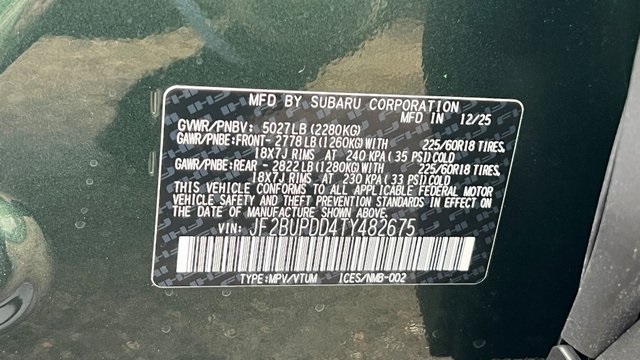 MFD BY SUBARU CORPORATION
MFD IN 12/25
GVWR/PNBV: 5027LB (2280KG)
GAWR/PNBE:FRONT- 2778 LB (1260KG) WITH 225/60R18 TIRES,
18X7J RIMS AT 240 KPA (35 PSI) COLD
GAWR/PNBE:REAR - 2822 LB (1280KG) WITH 225/60R18 TIRES,
18X7J RIMS AT 230 KPA (33 PSI) COLD
THIS VEHICLE CONFORMS TO ALL APPLICABLE FEDERAL MOTOR
VEHICLE SAFETY AND THEFT PREVENTION STANDARDS IN EFFECT ON
THE DATE OF MANUFACTURE SHOWN ABOVE.
VIN: JF2BUPDD4TY482675
TYPE:MPV/VTUM ICES/NMB-002